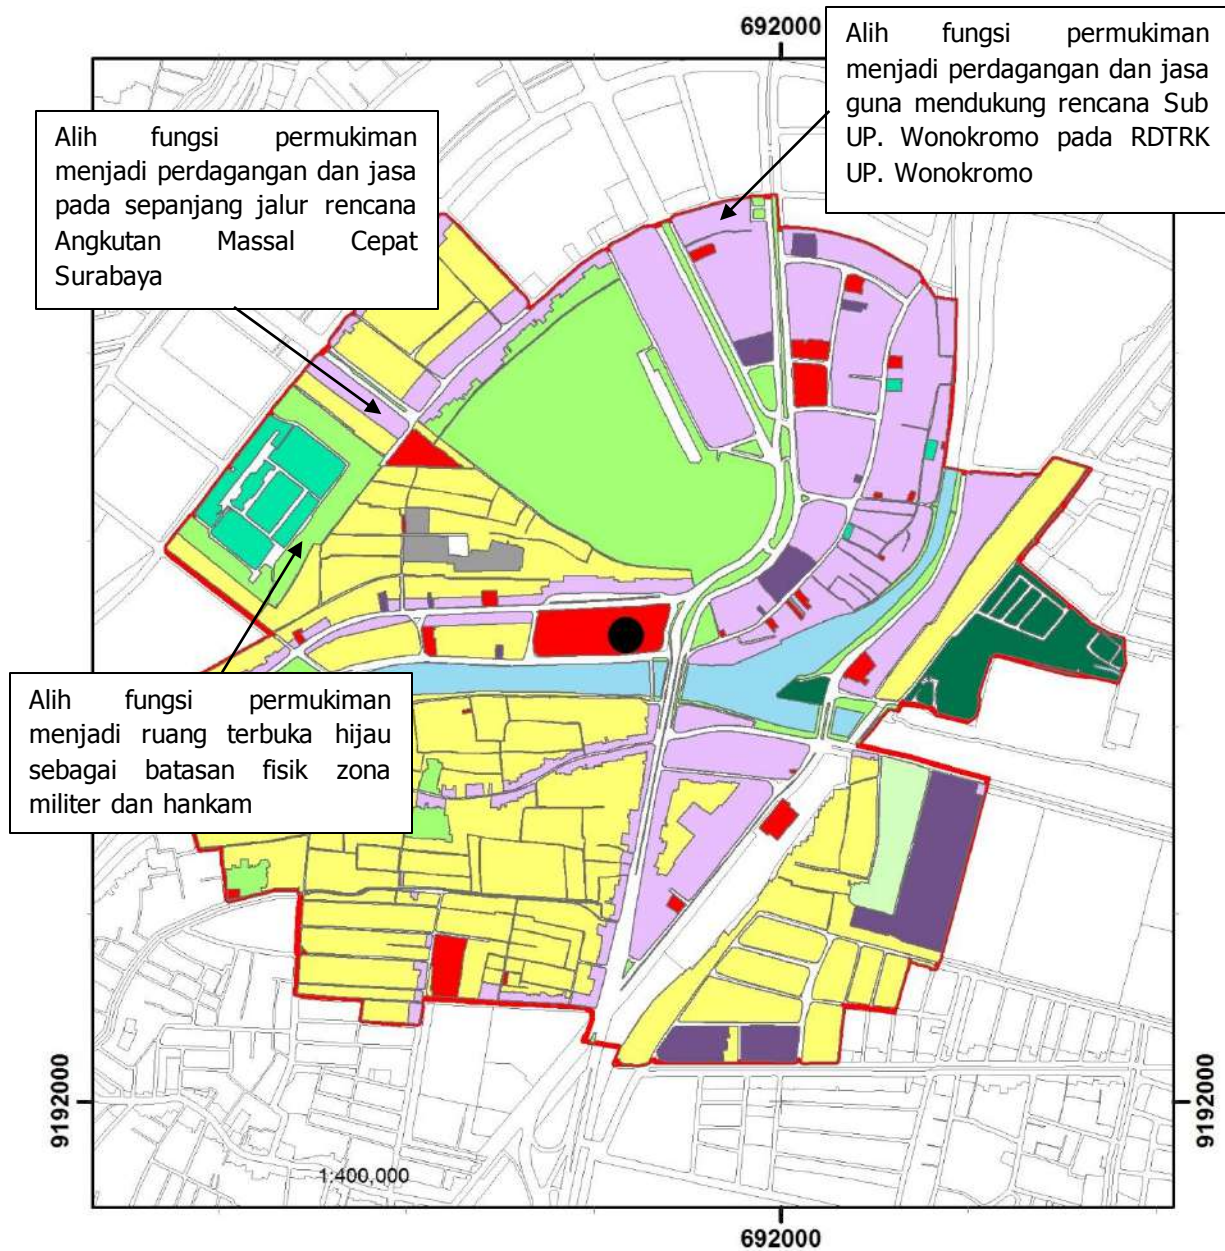 692000
Alih fungsi permukiman
menjadi perdagangan dan jasa
guna mendukung rencana Sub
UP. Wonokromo pada RDTRK
UP. Wonokromo
Alih fungsi permukiman
menjadi perdagangan dan jasa
pada sepanjang jalur rencana
Angkutan Massal Cepat
Surabaya
Alih fungsi permukiman
menjadi ruang terbuka hijau
sebagai batasan fisik zona
militer dan hankam
9192000
9192000
1:400,000
692000